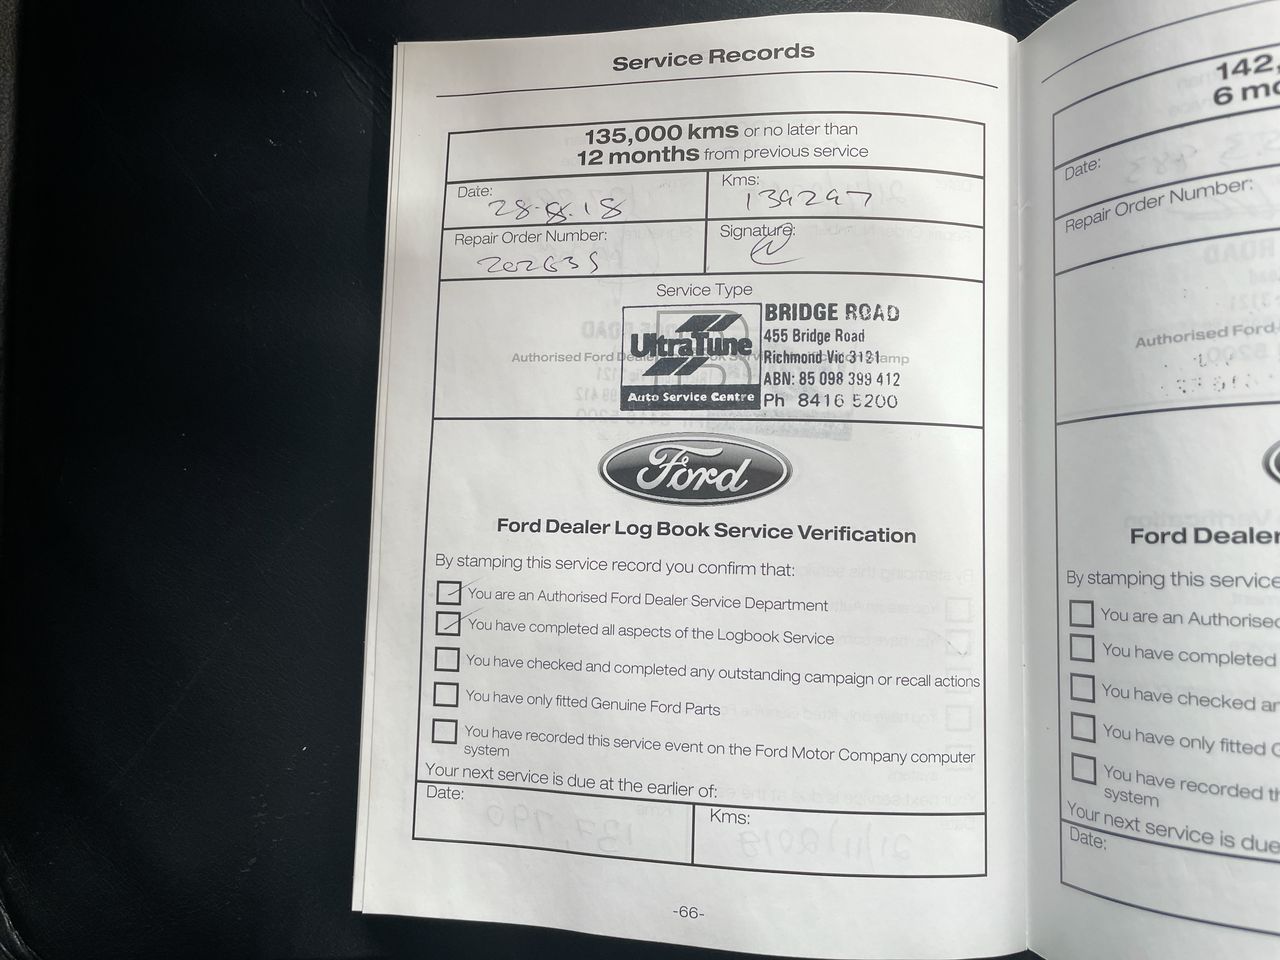 Service Records
135,000 kms or no later than
12 months from previous service
Date:
28.8.18
Kms:
139297
Repair Order Number:
Signature:
Service Type
UltraTune
Auto Service Centre
BRIDGE ROAD
455 Bridge Road
Richmond Vic 3121
ABN: 85 098 399 412
Ph 8416 5200
Ford
Ford Dealer Log Book Service Verification
By stamping this service record you confirm that:
You are an Authorised Ford Dealer Service Department
You have completed all aspects of the Logbook Service
You have checked and completed any outstanding campaign or recall actions
You have only fitted Genuine Ford Parts
You have recorded this service event on the Ford Motor Company computer
system
Your next service is due at the earlier of:
Date:
Kms:
-66-
142,
6 mo
Date:
Repair Order Number:
Authorised Ford
Ford Dealer
By stamping this service
You are an Authorised
You have completed
You have checked an
You have only fitted G
You have recorded th
system
Your next service is due
Date: